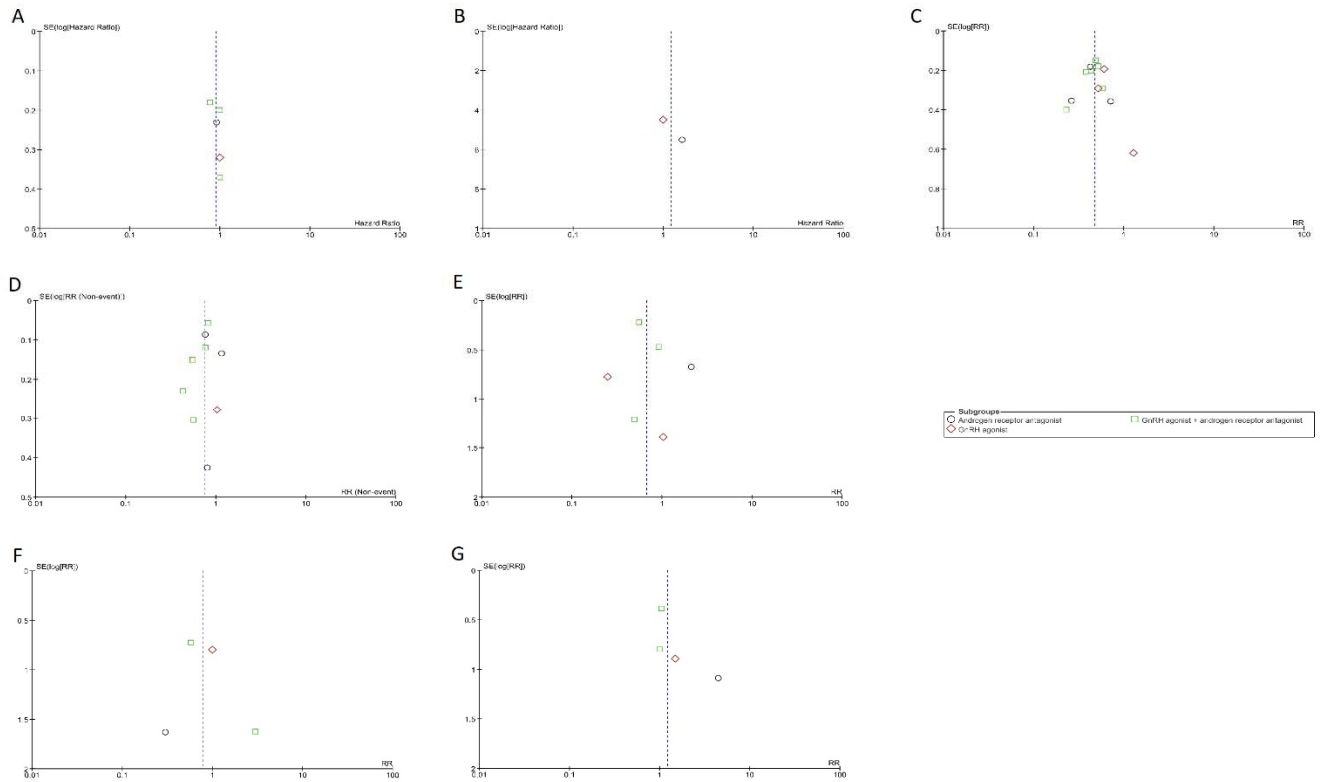 A
SE(log[Hazard Ratio])
0
0.1
0.2
0.3
0.4
0.5
0.01 0.1 1 10 100
Hazard Ratio
B
SE(log[Hazard Ratio])
0
2
4
6
8
1
0.01 0.1 1 10 100
Hazard Ratio
C
SE(log[RR])
0
0.2
0.4
0.6
0.8
1
0.01 0.1 1 10 100
RR
D
SE(log[RR (Non-event)])
0
0.1
0.2
0.3
0.4
0.5
0.01 0.1 1 10 100
RR (Non-event)
E
SE(log[RR])
0
0.5
1
1.5
2
0.01 0.1 1 10 100
RR
Subgroups
Androgen receptor antagonist
GnRH agonist + androgen receptor antagonist
GnRH agonist
F
SE(log[RR])
0
0.5
1
1.5
2
0.01 0.1 1 10 100
RR
G
SE(log[RR])
0
0.5
1
1.5
2
0.01 0.1 1 10 100
RR